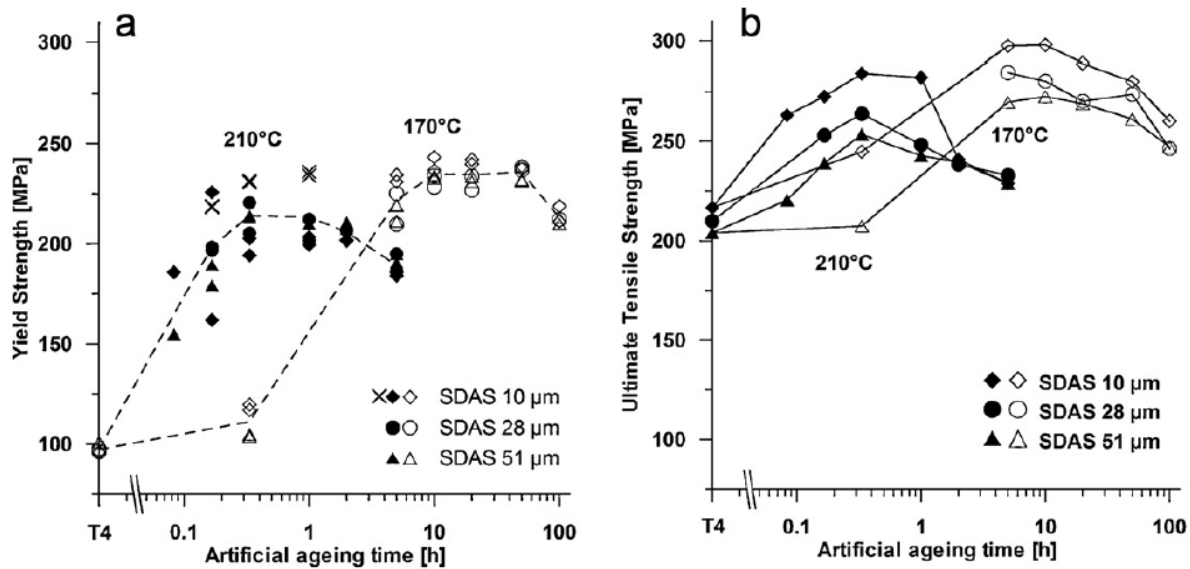 a
300
250
200
150
100
Yield Strength [MPa]
210°C
170°C
SDAS 10 µm
SDAS 28 µm
SDAS 51 µm
T4
0.1
1
10
100
Artificial ageing time [h]
b
300
250
200
150
100
Ultimate Tensile Strength [MPa]
170°C
210°C
SDAS 10 µm
SDAS 28 µm
SDAS 51 µm
T4
0.1
1
10
100
Artificial ageing time [h]